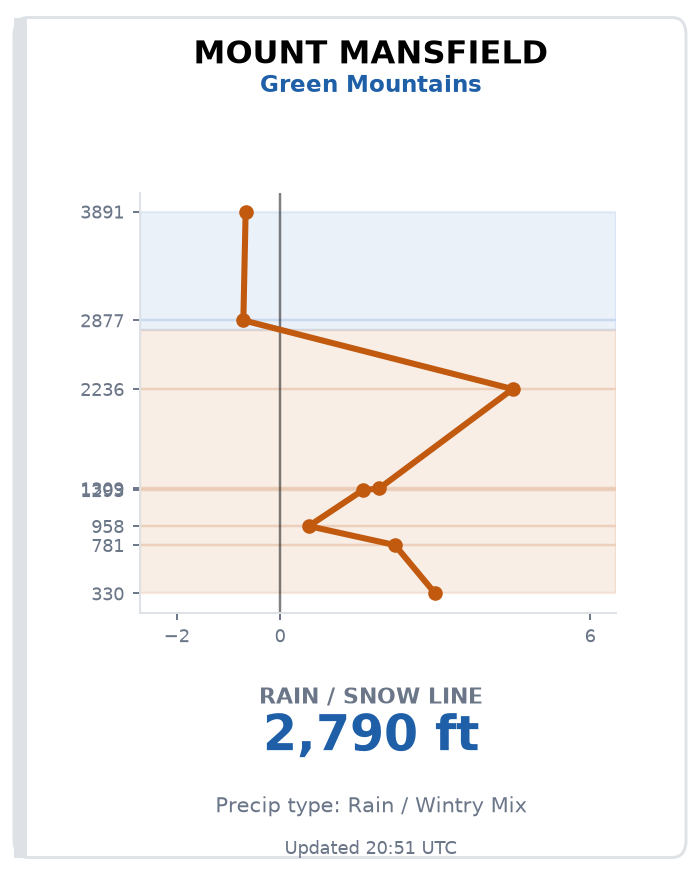 MOUNT MANSFIELD
Green Mountains
3891
2877
2236
958
781
330
−2 0 6
RAIN / SNOW LINE
2,790 ft
Precip type: Rain / Wintry Mix
Updated 20:51 UTC